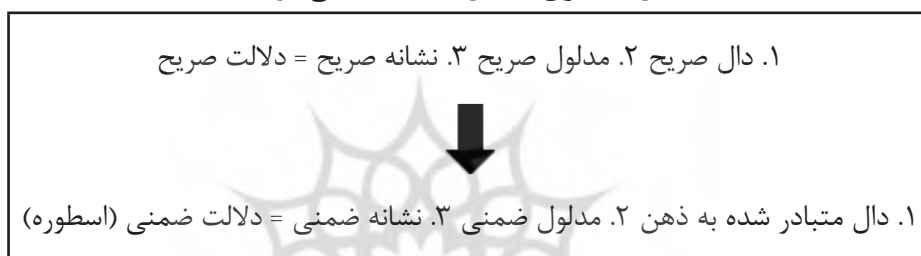 ۱. دال صریح ۲. مدلول صریح ۳. نشانه صریح = دلالت صریح
۱. دال متبادر شده به ذهن ۲. مدلول ضمنی ۳. نشانه ضمنی = دلالت ضمنی (اسطوره)